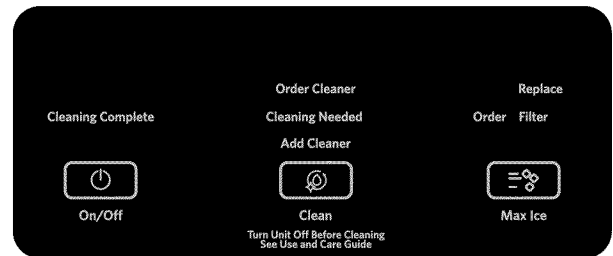 Order Cleaner
Replace
Cleaning Complete
Cleaning Needed
Order Filter
Add Cleaner
On/Off
Clean
Max Ice
Turn Unit Off Before Cleaning
See Use and Care Guide